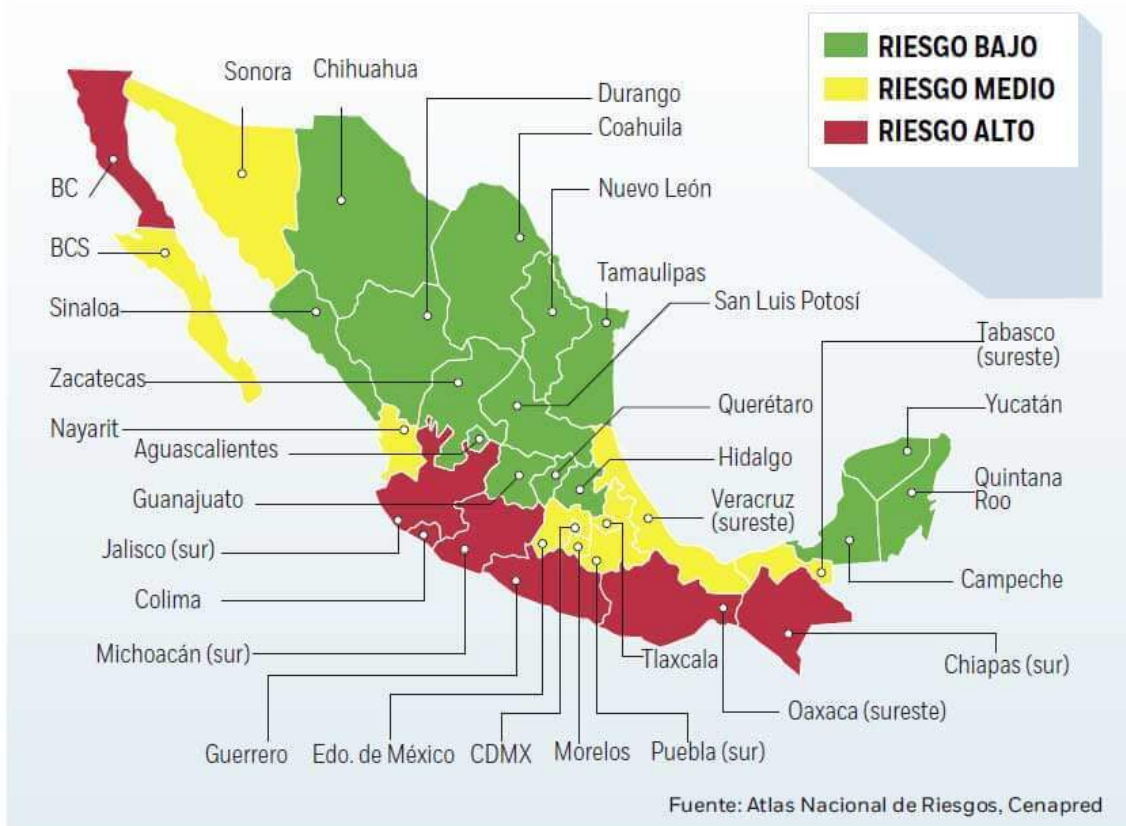 RIESGO BAJO
RIESGO MEDIO
RIESGO ALTO
Sonora
Chihuahua
Durango
Coahuila
BC
Nuevo León
BCS
Tamaulipas
Sinaloa
San Luis Potosí
Tabasco
(sureste)
Zacatecas
Querétaro
Yucatán
Nayarit
Aguascalientes
Hidalgo
Quintana
Roo
Guanajuato
Veracruz
(sureste)
Jalisco (sur)
Campeche
Colima
Michoacán (sur)
Tlaxcala
Chiapas (sur)
Oaxaca (sureste)
Guerrero
Edo. de México
CDMX
Morelos
Puebla (sur)
Fuente: Atlas Nacional de Riesgos, Cenapred